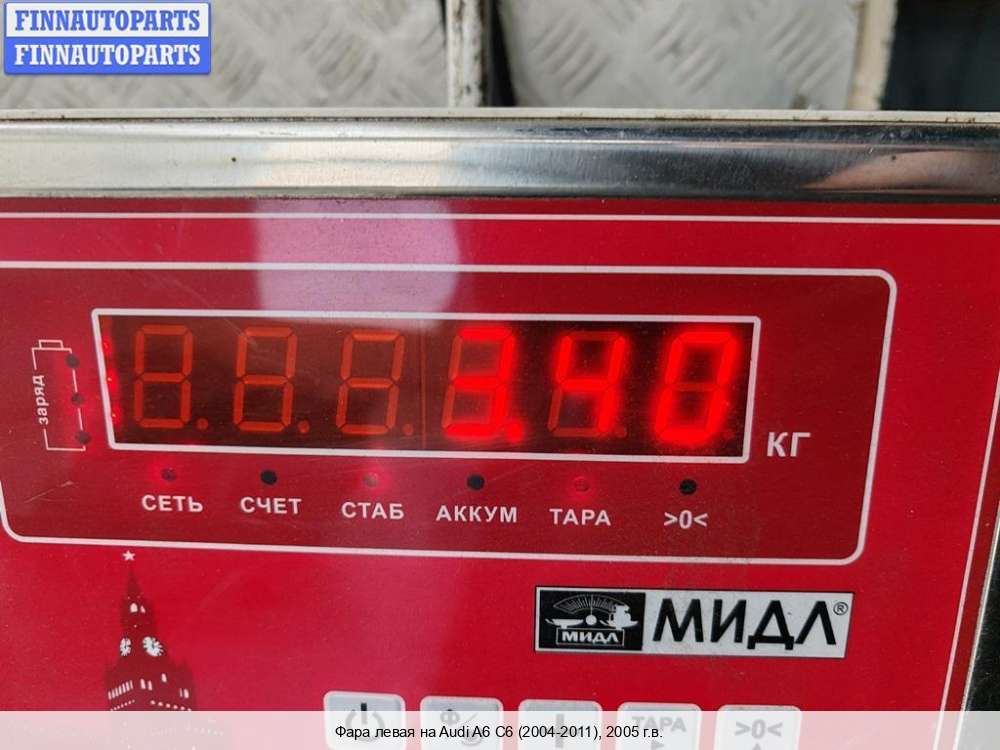 FINNAUTOPARTS
FINNAUTOPARTS
заряд
3.40 КГ
СЕТЬ СЧЕТ СТАБ АККУМ ТАРА >0<
МИДЛ МИДЛ®
ТАРА >0<
Фара левая на Audi A6 C6 (2004-2011), 2005 г.в.